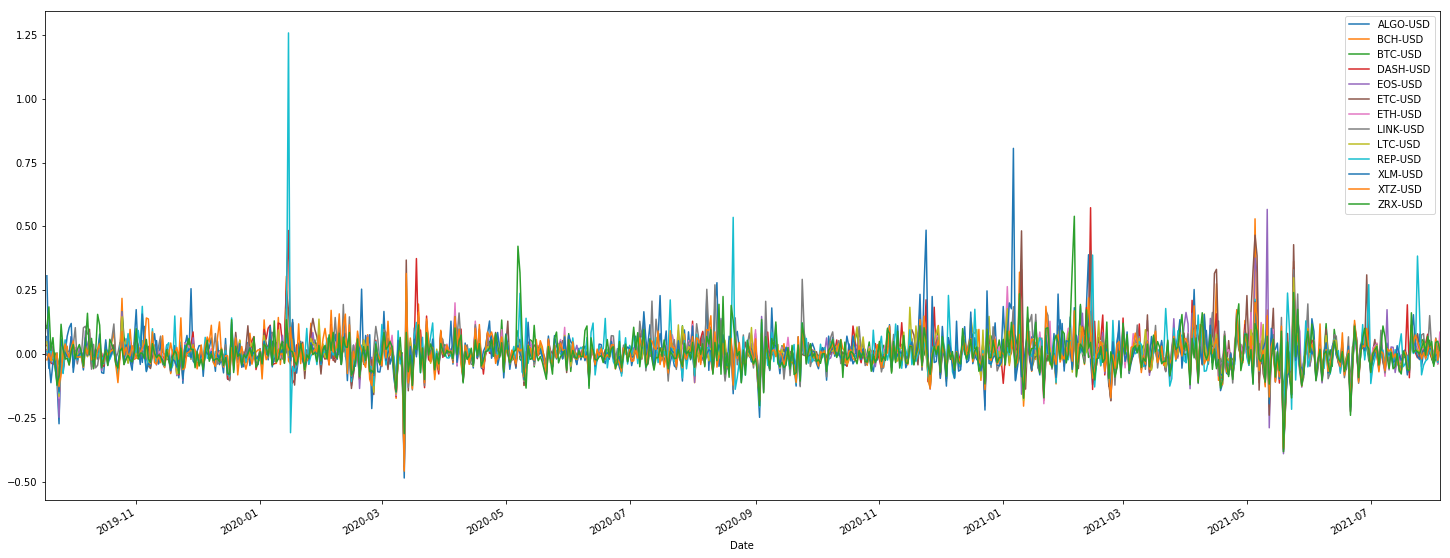 1.25
1.00
0.75
0.50
0.25
0.00
−0.25
−0.50
2019-11
2020-01
2020-03
2020-05
2020-07
2020-09
2020-11
2021-01
2021-03
2021-05
2021-07
Date
ALGO-USD
BCH-USD
BTC-USD
DASH-USD
EOS-USD
ETC-USD
ETH-USD
LINK-USD
LTC-USD
REP-USD
XLM-USD
XTZ-USD
ZRX-USD